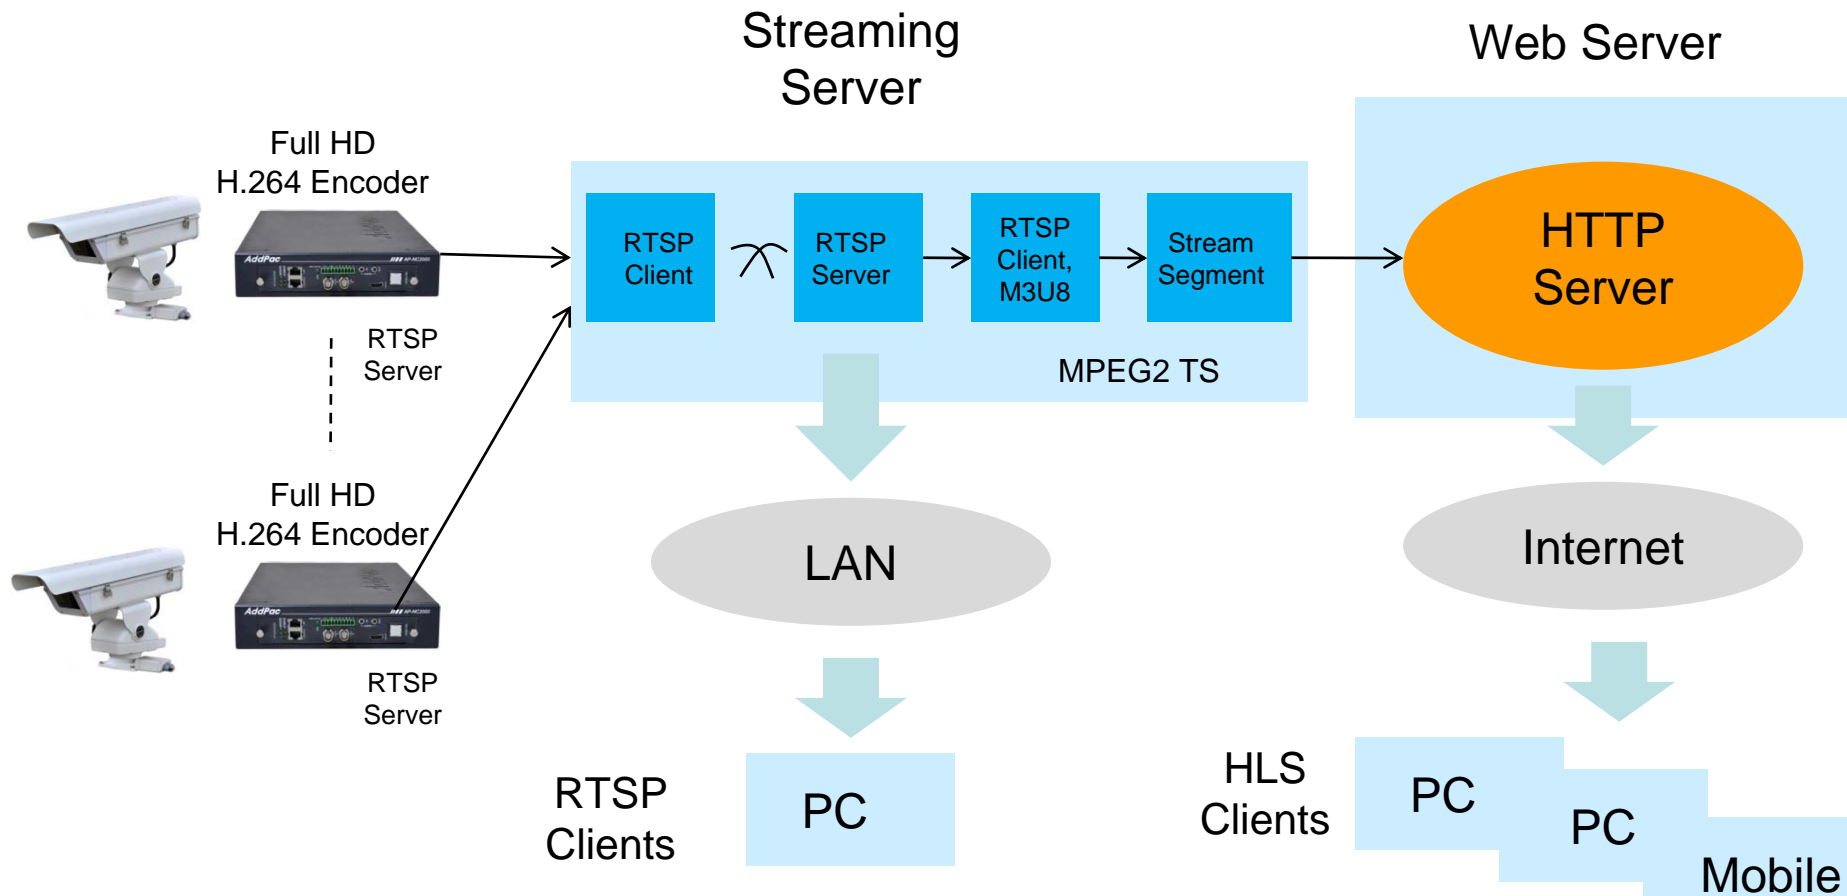 Streaming
Server
Web Server
Full HD
H.264 Encoder
AddPac
RTSP
Server
RTSP
Client
RTSP
Server
RTSP
Client,
M3U8
Stream
Segment
MPEG2 TS
HTTP
Server
Full HD
H.264 Encoder
AddPac
RTSP
Server
LAN
Internet
RTSP
Clients
PC
HLS
Clients
PC
PC
Mobile